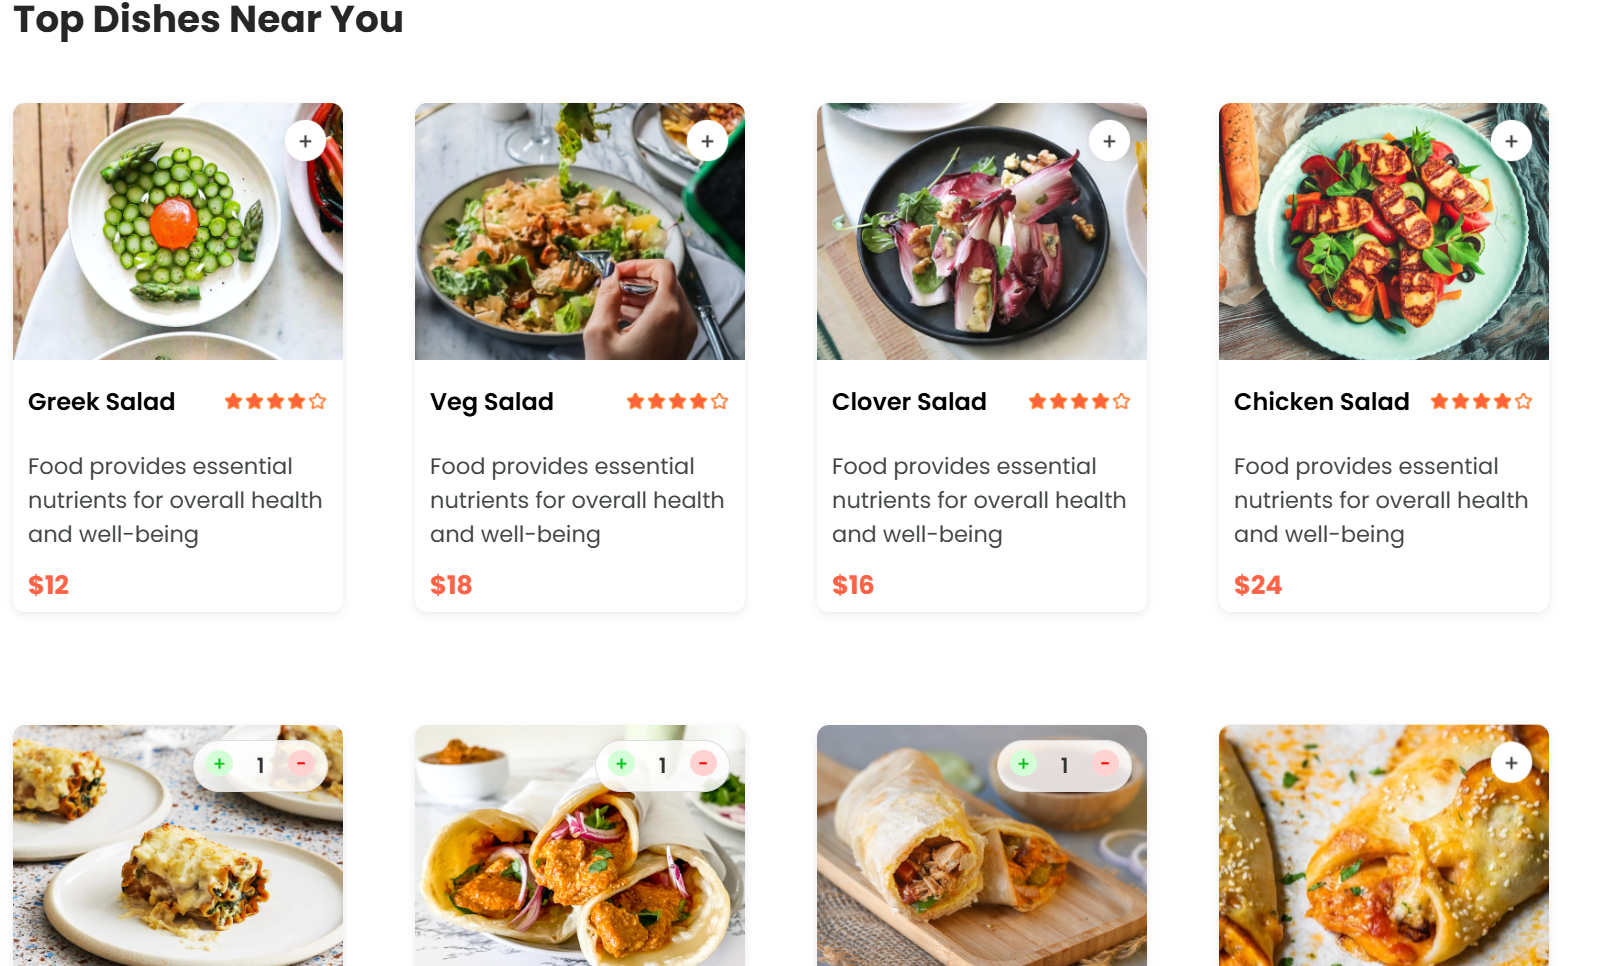 Top Dishes Near You
+
+
+
+
Greek Salad
Veg Salad
Clover Salad
Chicken Salad
Food provides essential
nutrients for overall health
and well-being
Food provides essential
nutrients for overall health
and well-being
Food provides essential
nutrients for overall health
and well-being
Food provides essential
nutrients for overall health
and well-being
$12
$18
$16
$24
+ 1 -
+ 1 -
+ 1 -
+